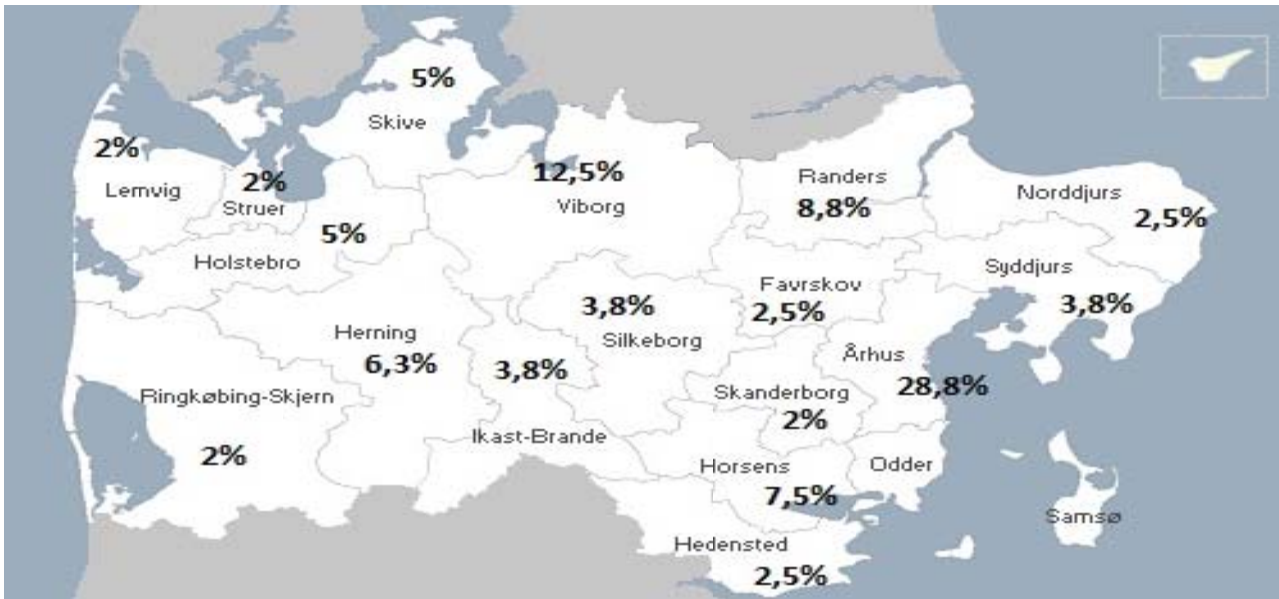 5%
Skive
2%
Lemvig
2%
Struer
12,5%
Viborg
Randers
8,8%
Norddjurs
2,5%
5%
Holstebro
Syddjurs
3,8%
Favrskov
2,5%
3,8%
Silkeborg
Herning
6,3%
3,8%
Ikast-Brande
Århus
28,8%
Skanderborg
2%
Ringkøbing-Skjern
2%
Horsens
7,5%
Odder
Samsø
Hedensted
2,5%